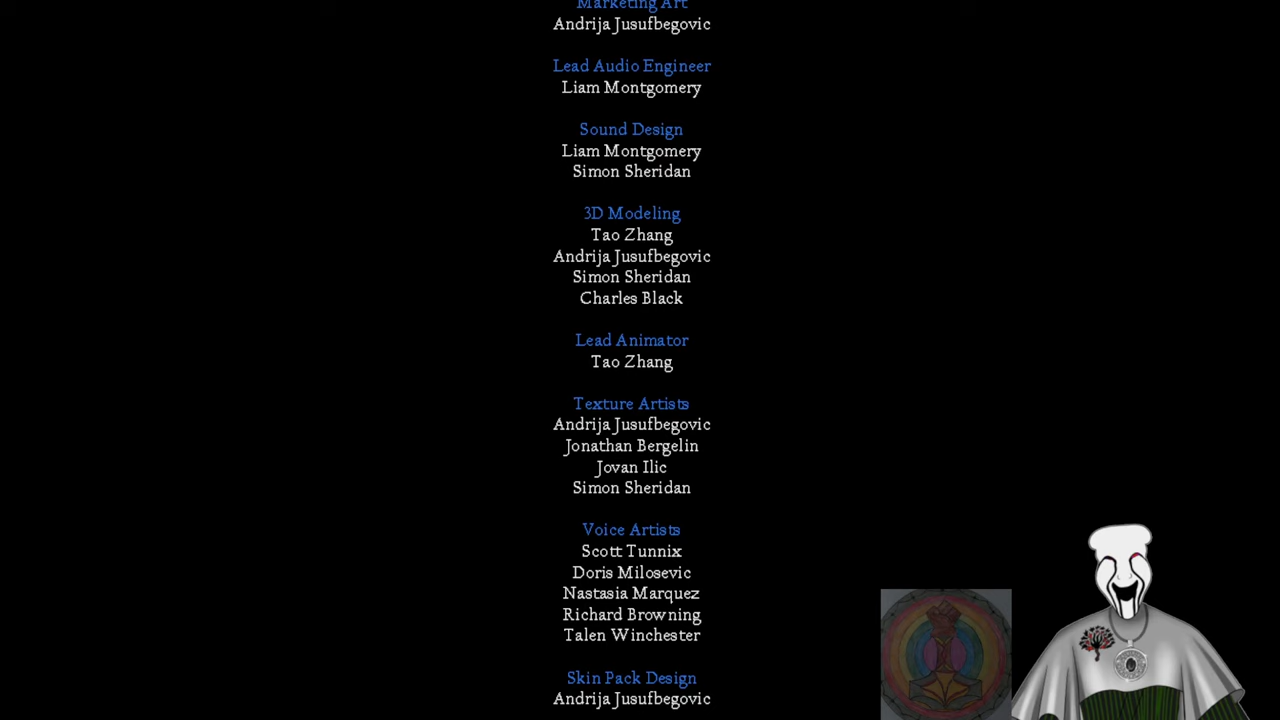 Marketing Art
Andrija Jusufbegovic
Lead Audio Engineer
Liam Montgomery
Sound Design
Liam Montgomery
Simon Sheridan
3D Modeling
Tao Zhang
Andrija Jusufbegovic
Simon Sheridan
Charles Black
Lead Animator
Tao Zhang
Texture Artists
Andrija Jusufbegovic
Jonathan Bergelin
Jovan Ilic
Simon Sheridan
Voice Artists
Scott Tunnix
Doris Milosevic
Nastasia Marquez
Richard Browning
Talen Winchester
Skin Pack Design
Andrija Jusufbegovic